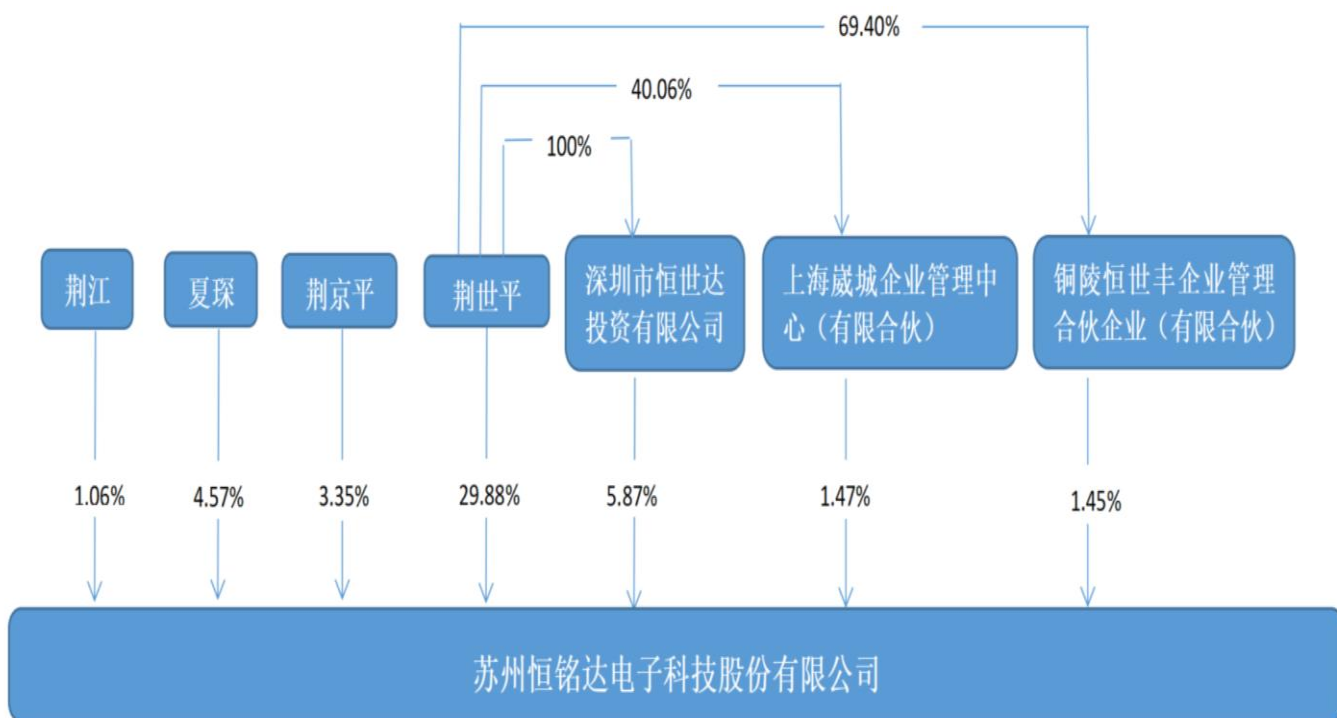 69.40%
40.06%
100%
荆江
夏琛
荆京平
荆世平
深圳市恒世达
投资有限公司
上海崴城企业管理中
心（有限合伙）
铜陵恒世丰企业管理
合伙企业（有限合伙）
1.06%
4.57%
3.35%
29.88%
5.87%
1.47%
1.45%
苏州恒铭达电子科技股份有限公司